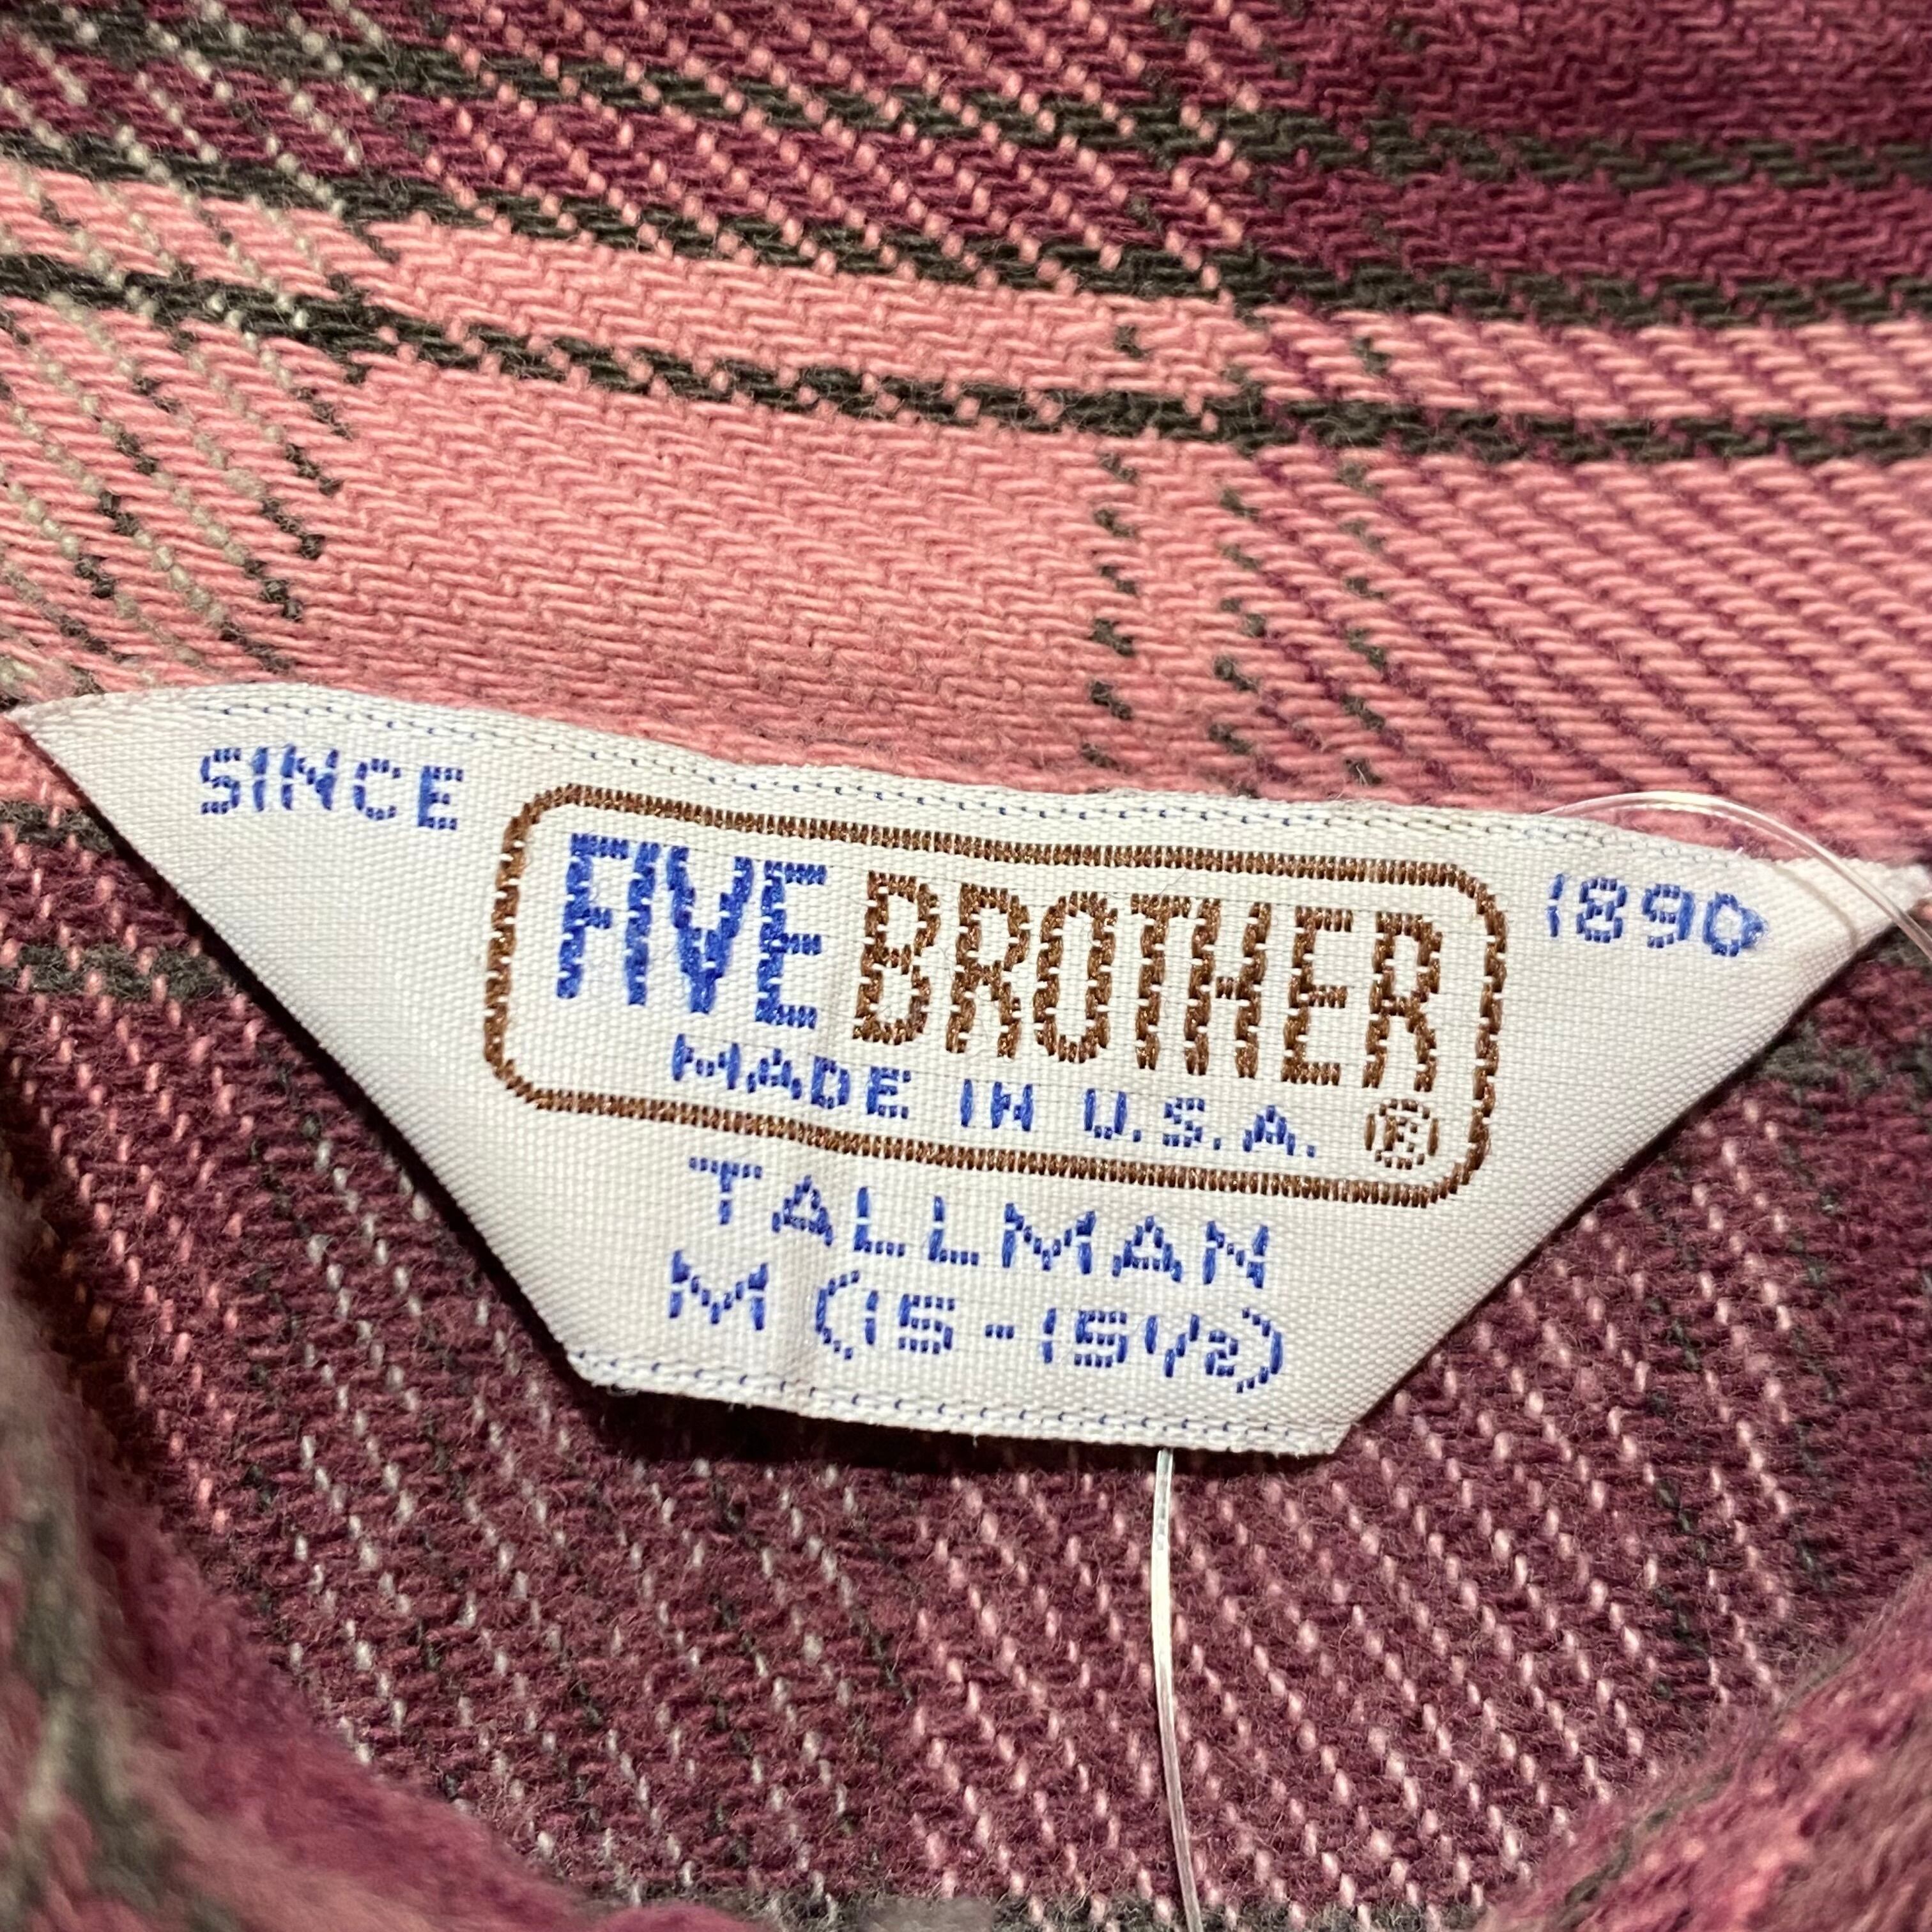 SINCE 1890
FIVE BROTHER
MADE IN U.S.A. ®
TALLMAN
M (15-15½)